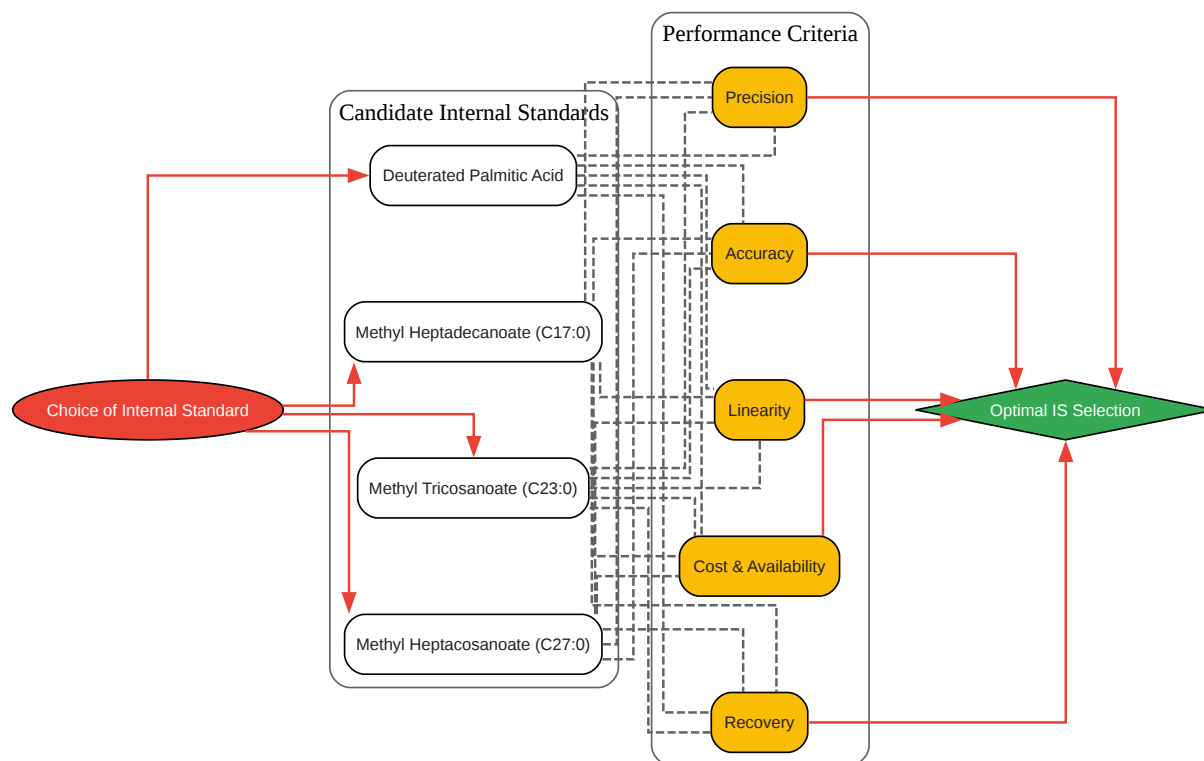 Performance Criteria
Candidate Internal Standards
Precision
Deuterated Palmitic Acid
Accuracy
Methyl Heptadecanoate (C17:0)
Choice of Internal Standard
Linearity
Optimal IS Selection
Methyl Tricosanoate (C23:0)
Cost & Availability
Methyl Heptacosanoate (C27:0)
Recovery